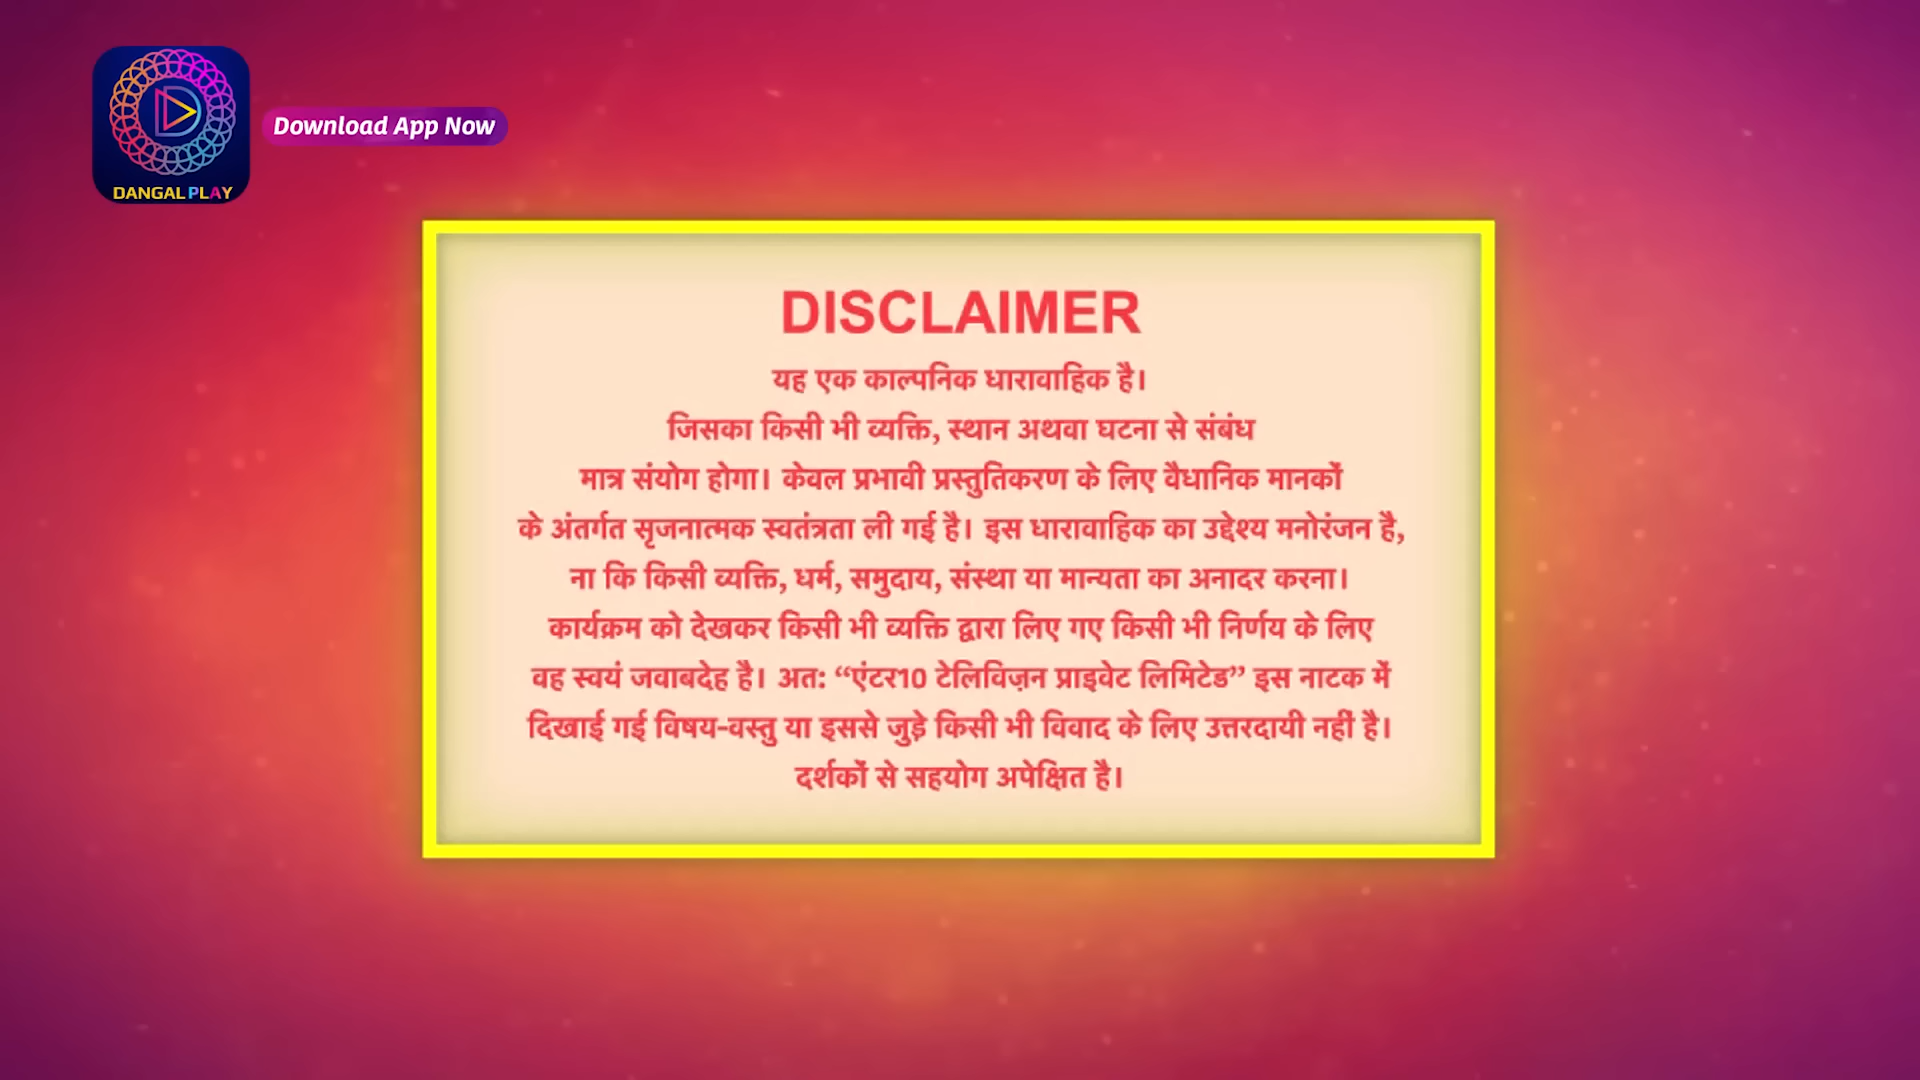 DANGAL PLAY
Download App Now
DISCLAIMER
यह एक काल्पनिक धारावाहिक है।
जिसका किसी भी व्यक्ति, स्थान अथवा घटना से संबंध
मात्र संयोग होगा। केवल प्रभावी प्रस्तुतिकरण के लिए वैधानिक मानकों
के अंतर्गत सृजनात्मक स्वतंत्रता ली गई है। इस धारावाहिक का उद्देश्य मनोरंजन है,
ना कि किसी व्यक्ति, धर्म, समुदाय, संस्था या मान्यता का अनादर करना।
कार्यक्रम को देखकर किसी भी व्यक्ति द्वारा लिए गए किसी भी निर्णय के लिए
वह स्वयं जवाबदेह है। अत: “एंटर10 टेलिविज़न प्राइवेट लिमिटेड” इस नाटक में
दिखाई गई विषय-वस्तु या इससे जुड़े किसी भी विवाद के लिए उत्तरदायी नहीं है।
दर्शकों से सहयोग अपेक्षित है।